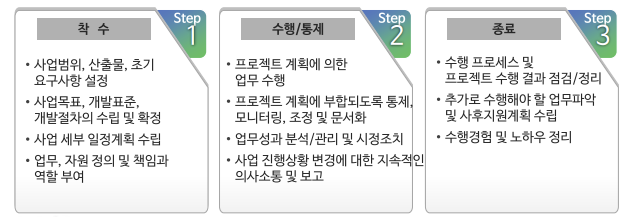 착 수
Step 1
• 사업범위, 산출물, 초기
요구사항 설정
• 사업목표, 개발표준,
개발절차의 수립 및 확정
• 사업 세부 일정계획 수립
• 업무, 자원 정의 및 책임과
역할 부여
수행/통제
Step 2
• 프로젝트 계획에 의한
업무 수행
• 프로젝트 계획에 부합되도록 통제,
모니터링, 조정 및 문서화
• 업무성과 분석/관리 및 시정조치
• 사업 진행상황 변경에 대한 지속적인
의사소통 및 보고
종료
Step 3
• 수행 프로세스 및
프로젝트 수행 결과 점검/정리
• 추가로 수행해야 할 업무파악
및 사후지원계획 수립
• 수행경험 및 노하우 정리